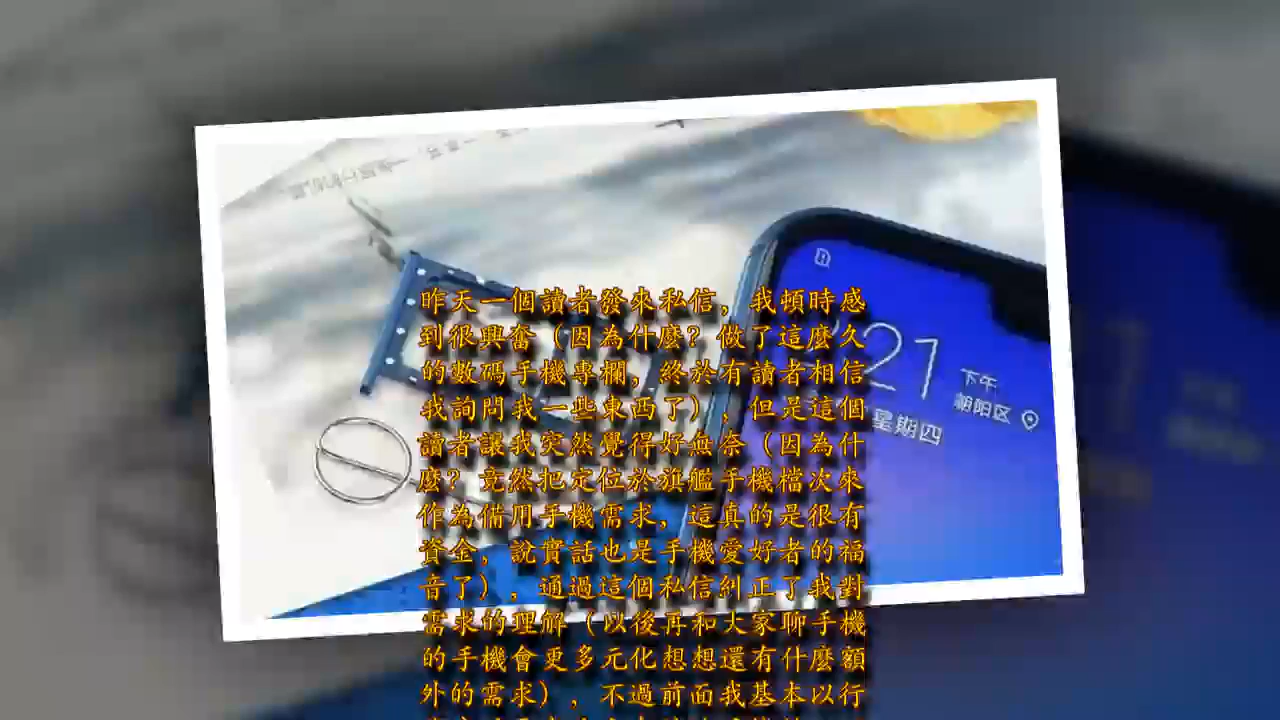 昨天一個讀者發來私信，我頓時感
到很興奮（因為什麼？做了這麼久
的數碼手機專欄，終於有讀者相信
我詢問我一些東西了），但是這個
讀者讓我突然覺得好無奈（因為什
麼？竟然把定位於旗艦手機檔次來
作為備用手機需求，這真的是很有
資金，說實話也是手機愛好者的福
音了），通過這個私信糾正了我對
需求的理解（以後再和大家聊手機
的手機會更多元化想想還有什麼額
外的需求），不過前面我基本以行
21
下午
朝阳区
星期四